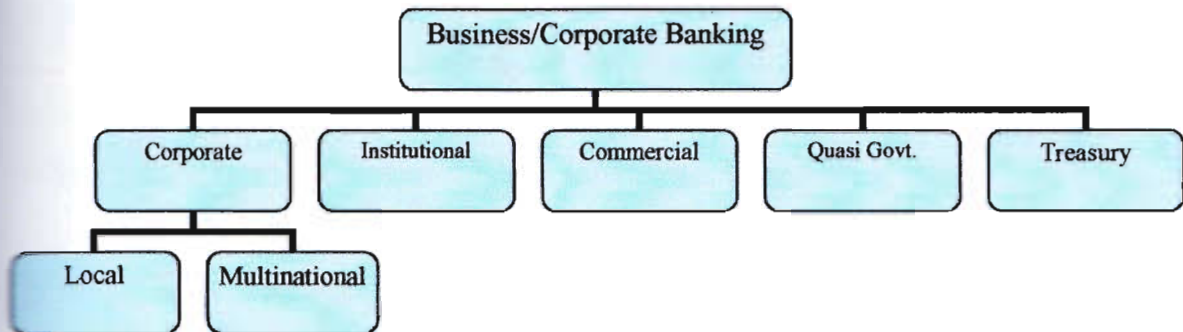 Business/Corporate Banking
Corporate
Institutional
Commercial
Quasi Govt.
Treasury
Local
Multinational